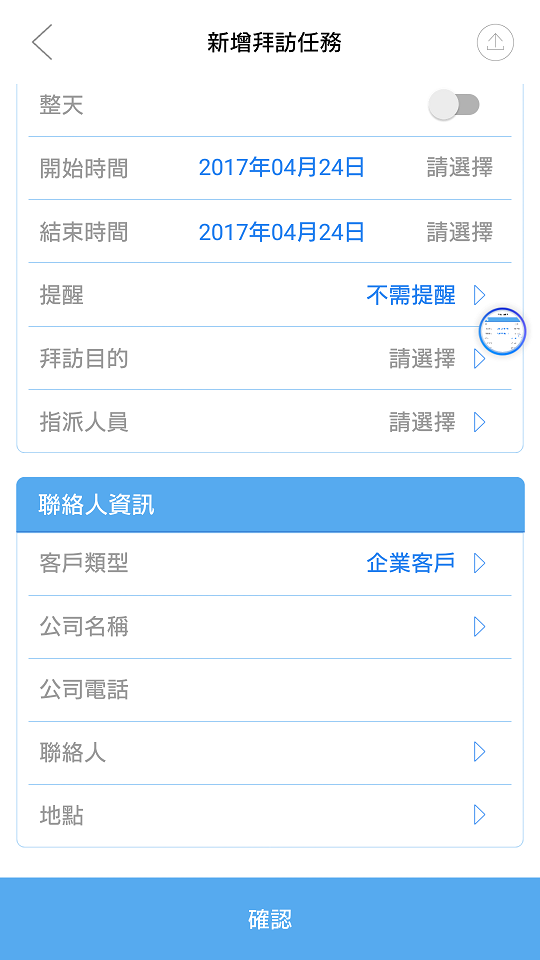 新增拜訪任務
整天
開始時間 2017年04月24日 請選擇
結束時間 2017年04月24日 請選擇
提醒 不需提醒
拜訪目的 請選擇
指派人員 請選擇
聯絡人資訊
客戶類型 企業客戶
公司名稱
公司電話
聯絡人
地點
確認